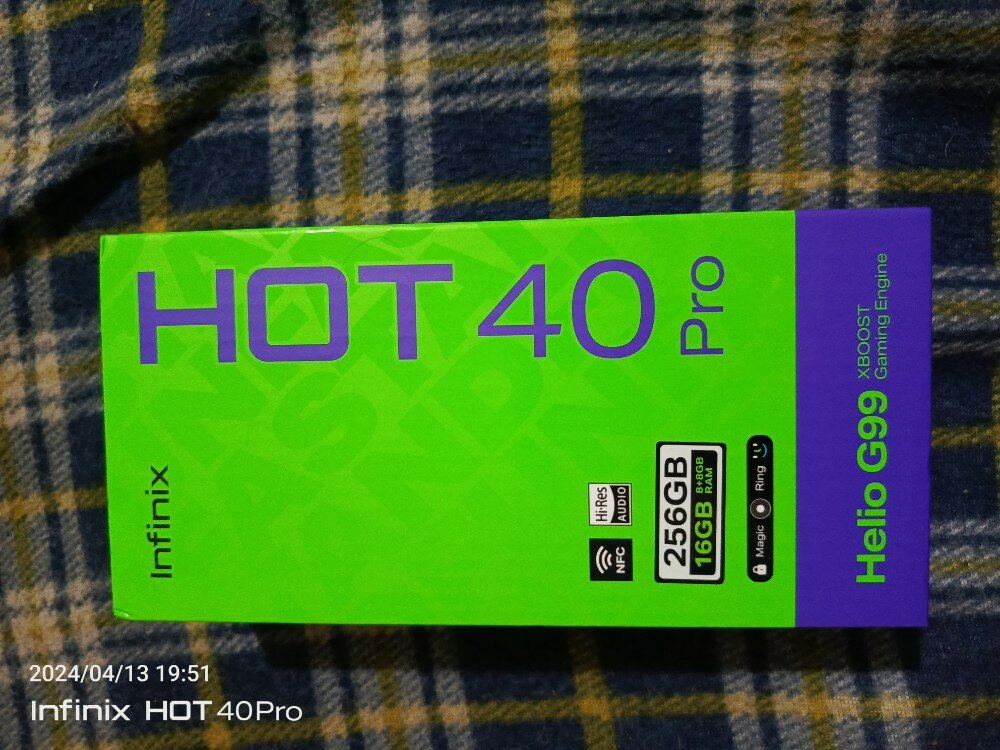 Infinix
HOT 40
Pro
Hi-Res
AUDIO
NFC
256GB
16GB 8+8GB
RAM
Magic Ring
Helio G99 XBOOST
Gaming Engine
2024/04/13 19:51
Infinix HOT 40Pro